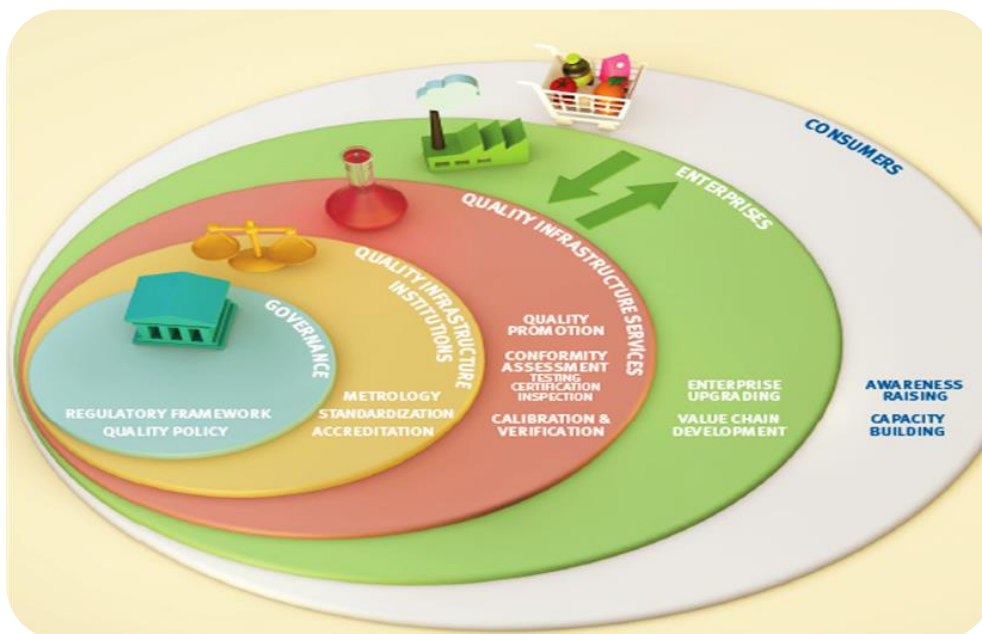 CONSUMERS
ENTERPRISES
QUALITY INFRASTRUCTURE SERVICES
QUALITY INFRASTRUCTURE
INSTITUTIONS
GOVERNANCE
REGULATORY FRAMEWORK
QUALITY POLICY
METROLOGY
STANDARDIZATION
ACCREDITATION
QUALITY
PROMOTION
CONFORMITY
ASSESSMENT
TESTING
CERTIFICATION
INSPECTION
CALIBRATION &
VERIFICATION
ENTERPRISE
UPGRADING
VALUE CHAIN
DEVELOPMENT
AWARENESS
RAISING
CAPACITY
BUILDING